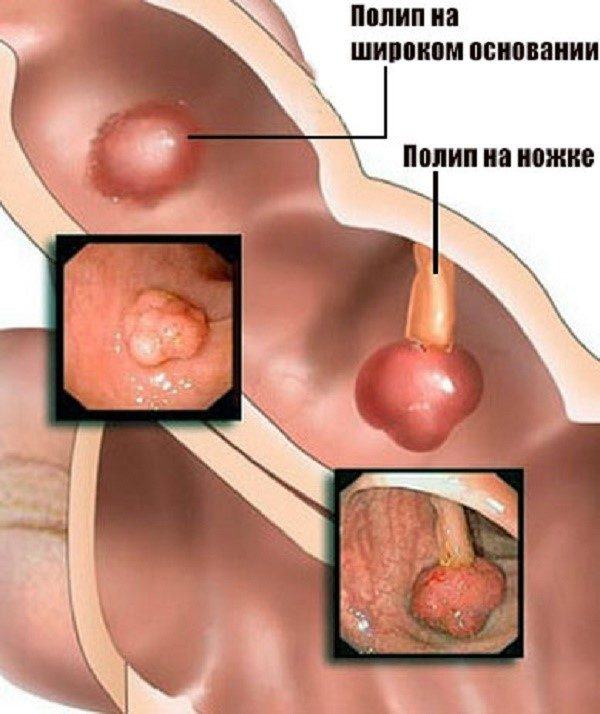 Полип на
широком основании
Полип на ножке